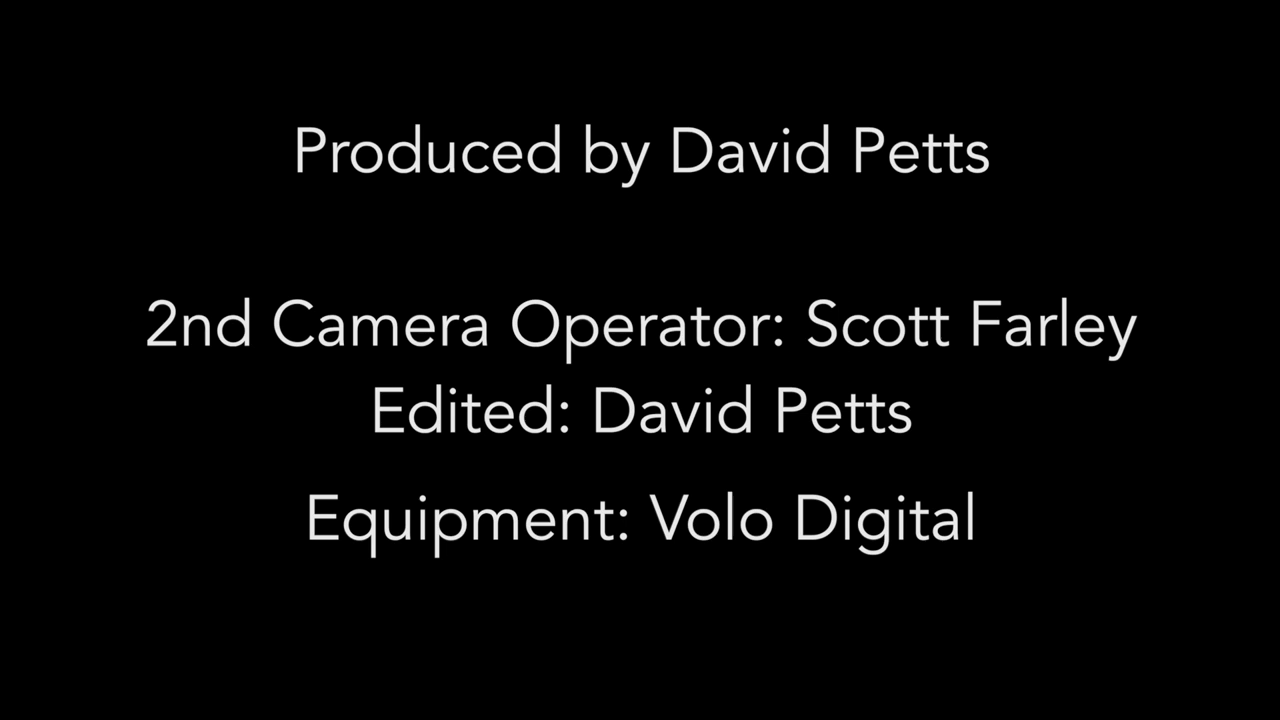 Produced by David Petts
2nd Camera Operator: Scott Farley
Edited: David Petts
Equipment: Volo Digital